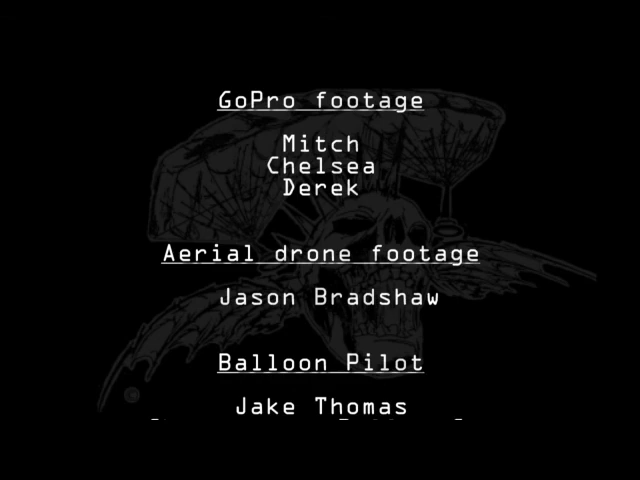 GoPro footage
Mitch
Chelsea
Derek
Aerial drone footage
Jason Bradshaw
Balloon Pilot
Jake Thomas